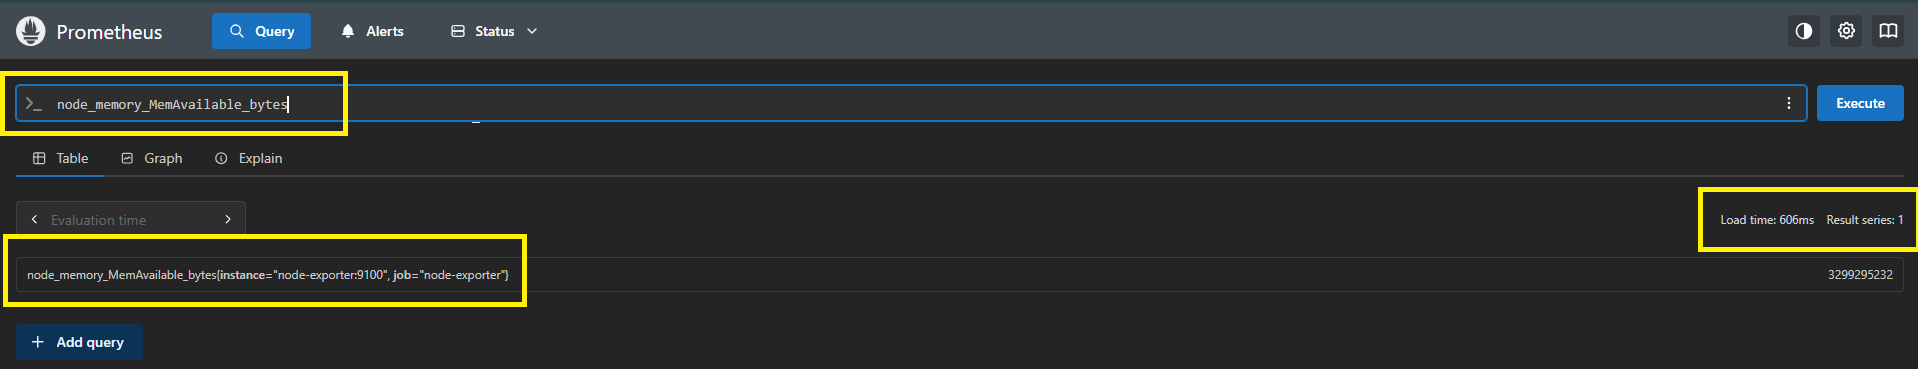 Prometheus Query Alerts Status
>_ node_memory_MemAvailable_bytes Execute
Table Graph Explain
Evaluation time Load time: 606ms Result series: 1
node_memory_MemAvailable_bytes{instance="node-exporter:9100", job="node-exporter"} 3299295232
+ Add query